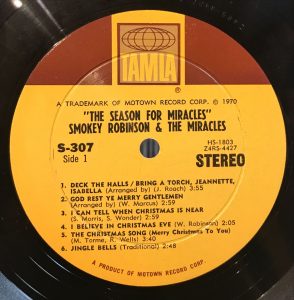 TAMLA
A TRADEMARK OF MOTOWN RECORD CORP. Ⓟ 1970
"THE SEASON FOR MIRACLES"
SMOKEY ROBINSON & THE MIRACLES
S-307
Side 1
HS-1803
Z4RS-4427
STEREO
1. DECK THE HALLS / BRING A TORCH, JEANNETTE,
ISABELLA (Arranged by) (J. Roach) 3:55
2. GOD REST YE MERRY GENTLEMEN
(Arranged by) (W. Marcus) 2:59
3. I CAN TELL WHEN CHRISTMAS IS NEAR
(S. Morris, S. Wonder) 2:59
4. I BELIEVE IN CHRISTMAS EVE (W. Robinson) 2:05
5. THE CHRISTMAS SONG (Merry Christmas To You)
(M. Torme, R. Wells) 3:40
6. JINGLE BELLS (Traditional) 2:48
A PRODUCT OF MOTOWN RECORD CORP.